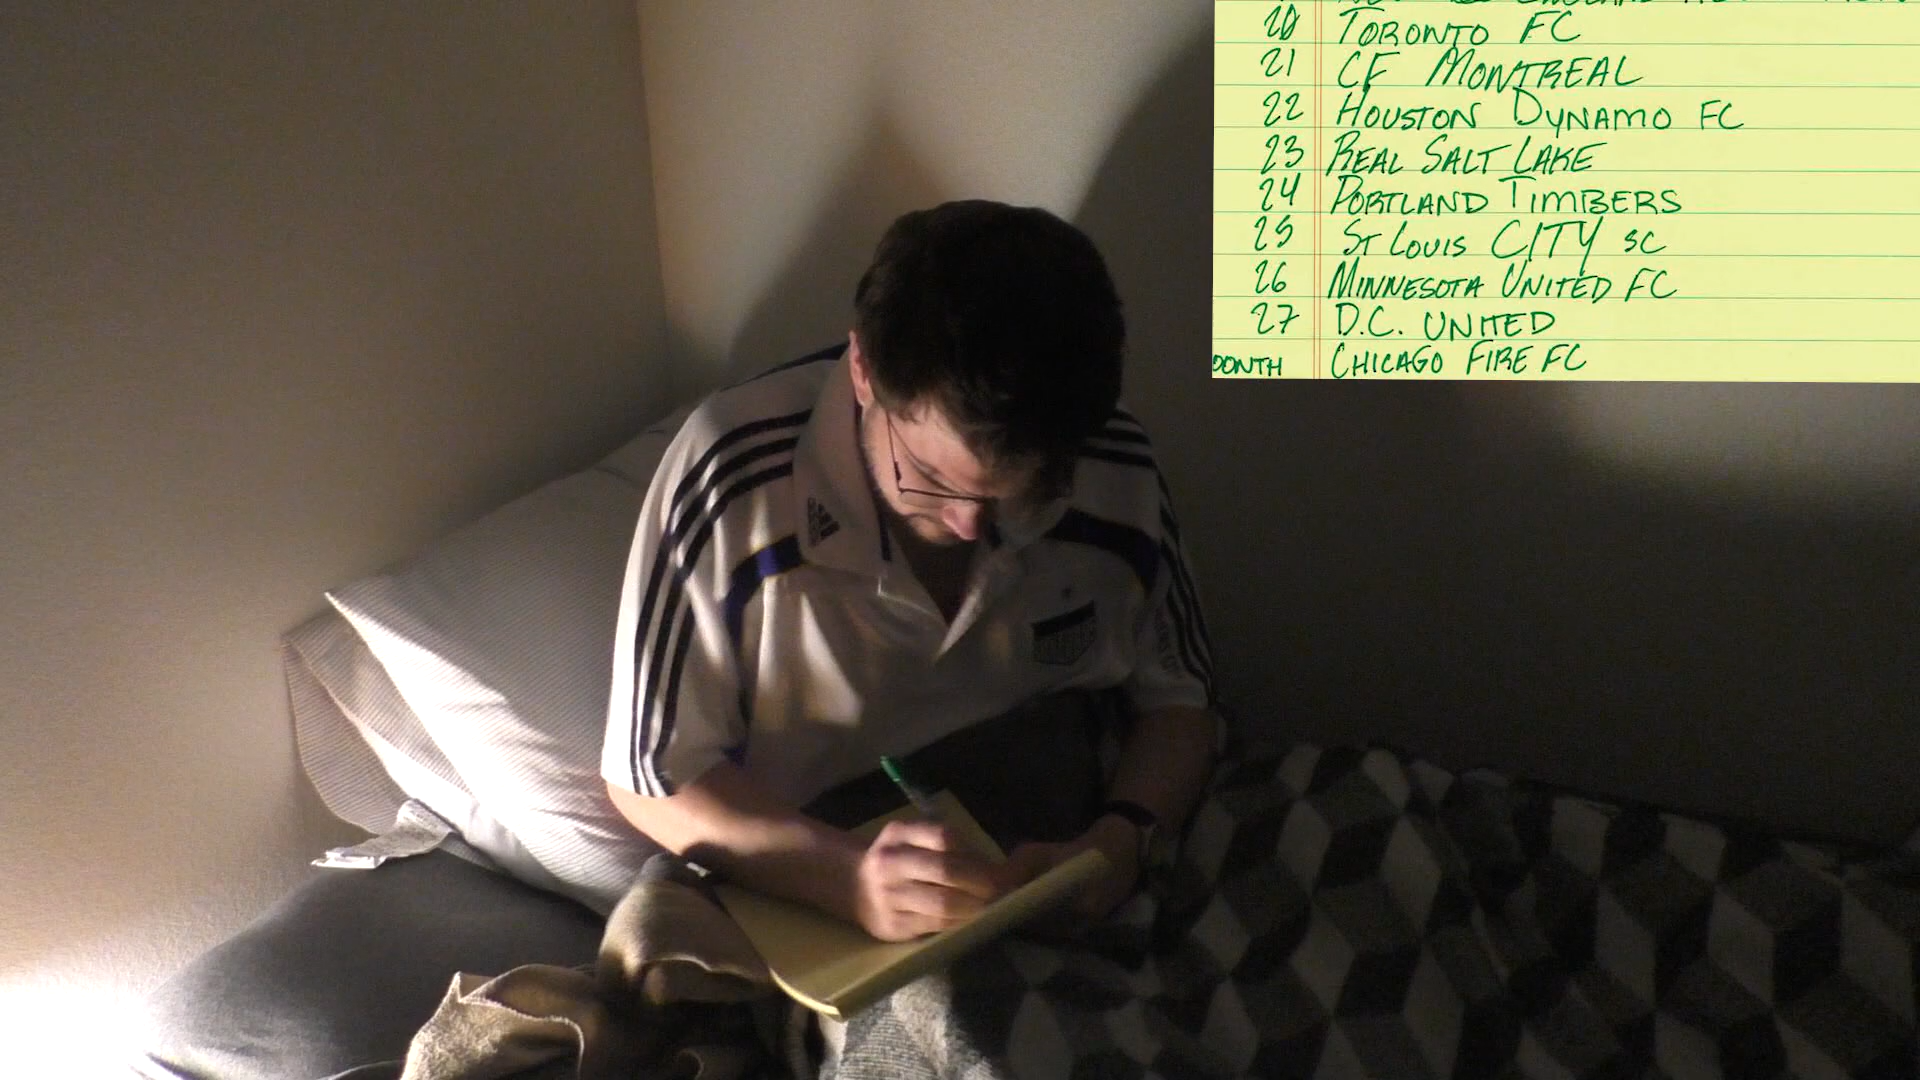 20 TORONTO FC
21 CF MONTREAL
22 HOUSTON DYNAMO FC
23 REAL SALT LAKE
24 PORTLAND TIMBERS
25 ST LOUIS CITY SC
26 MINNESOTA UNITED FC
27 D.C. UNITED
OONTH CHICAGO FIRE FC